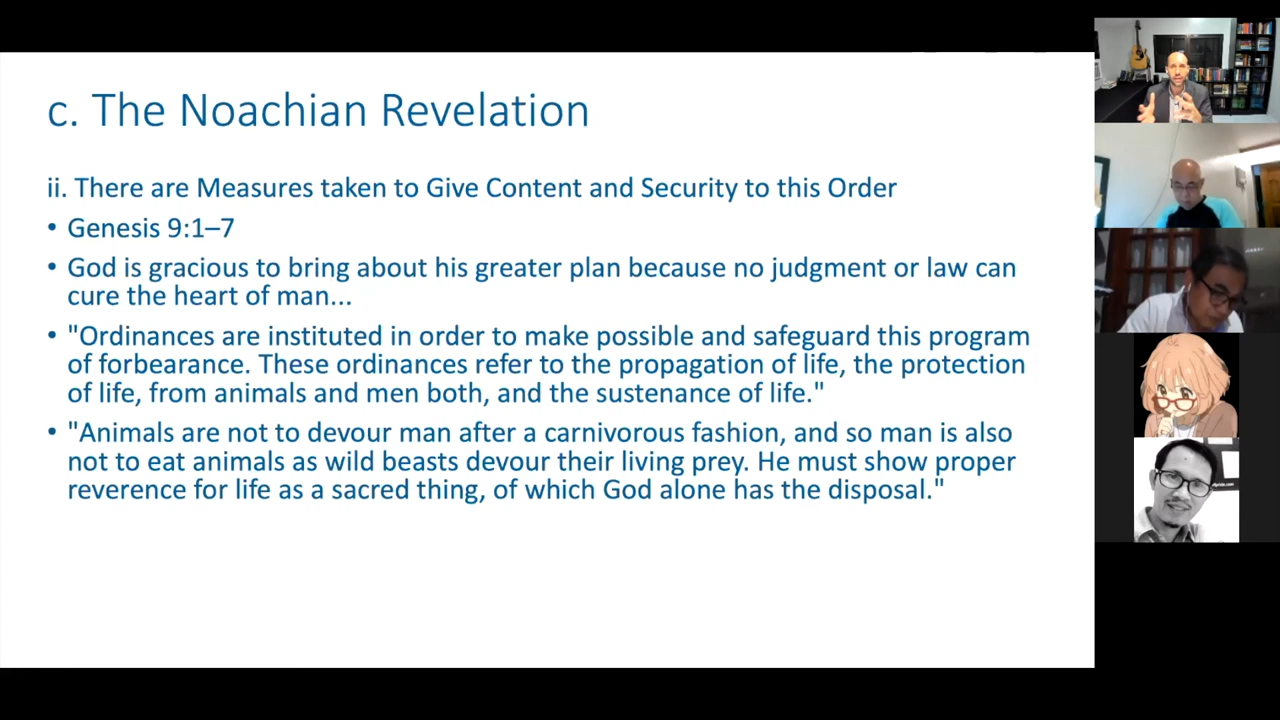 c. The Noachian Revelation
ii. There are Measures taken to Give Content and Security to this Order
• Genesis 9:1–7
• God is gracious to bring about his greater plan because no judgment or law can
cure the heart of man...
• "Ordinances are instituted in order to make possible and safeguard this program
of forbearance. These ordinances refer to the propagation of life, the protection
of life, from animals and men both, and the sustenance of life."
• "Animals are not to devour man after a carnivorous fashion, and so man is also
not to eat animals as wild beasts devour their living prey. He must show proper
reverence for life as a sacred thing, of which God alone has the disposal."